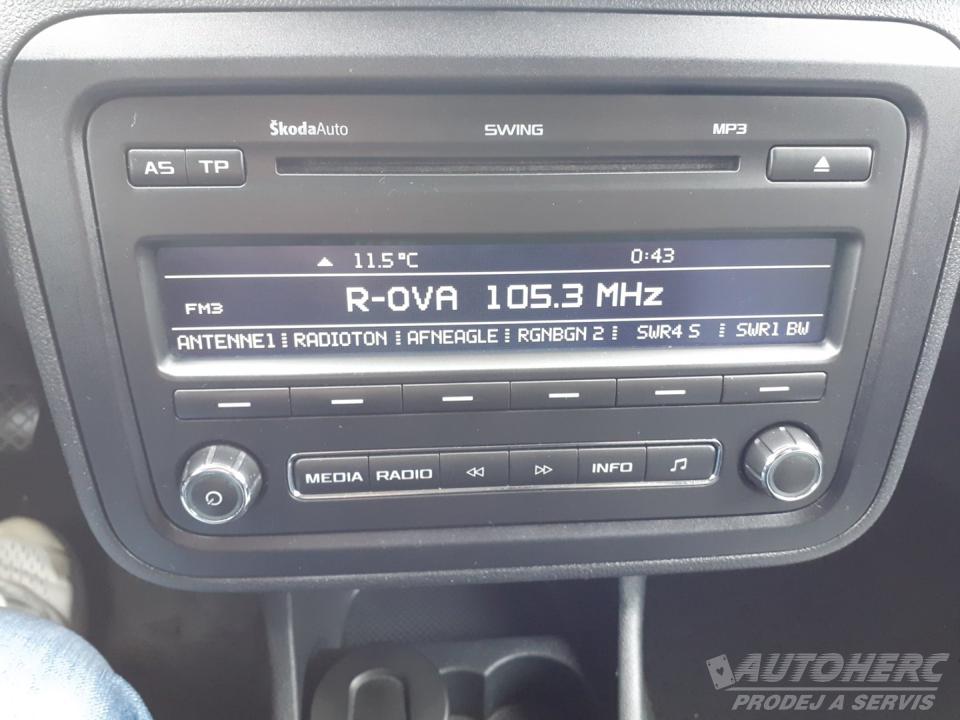 ŠkodaAuto SWING MP3
AS TP
11.5°C 0:43
FM3 R-OVA 105.3 MHz
ANTENNE1 RADIOTON AFNEAGLE RGNBGN 2 SWR4 S SWR1 BW
MEDIA RADIO INFO
AUTOHERC
PRODEJ A SERVIS